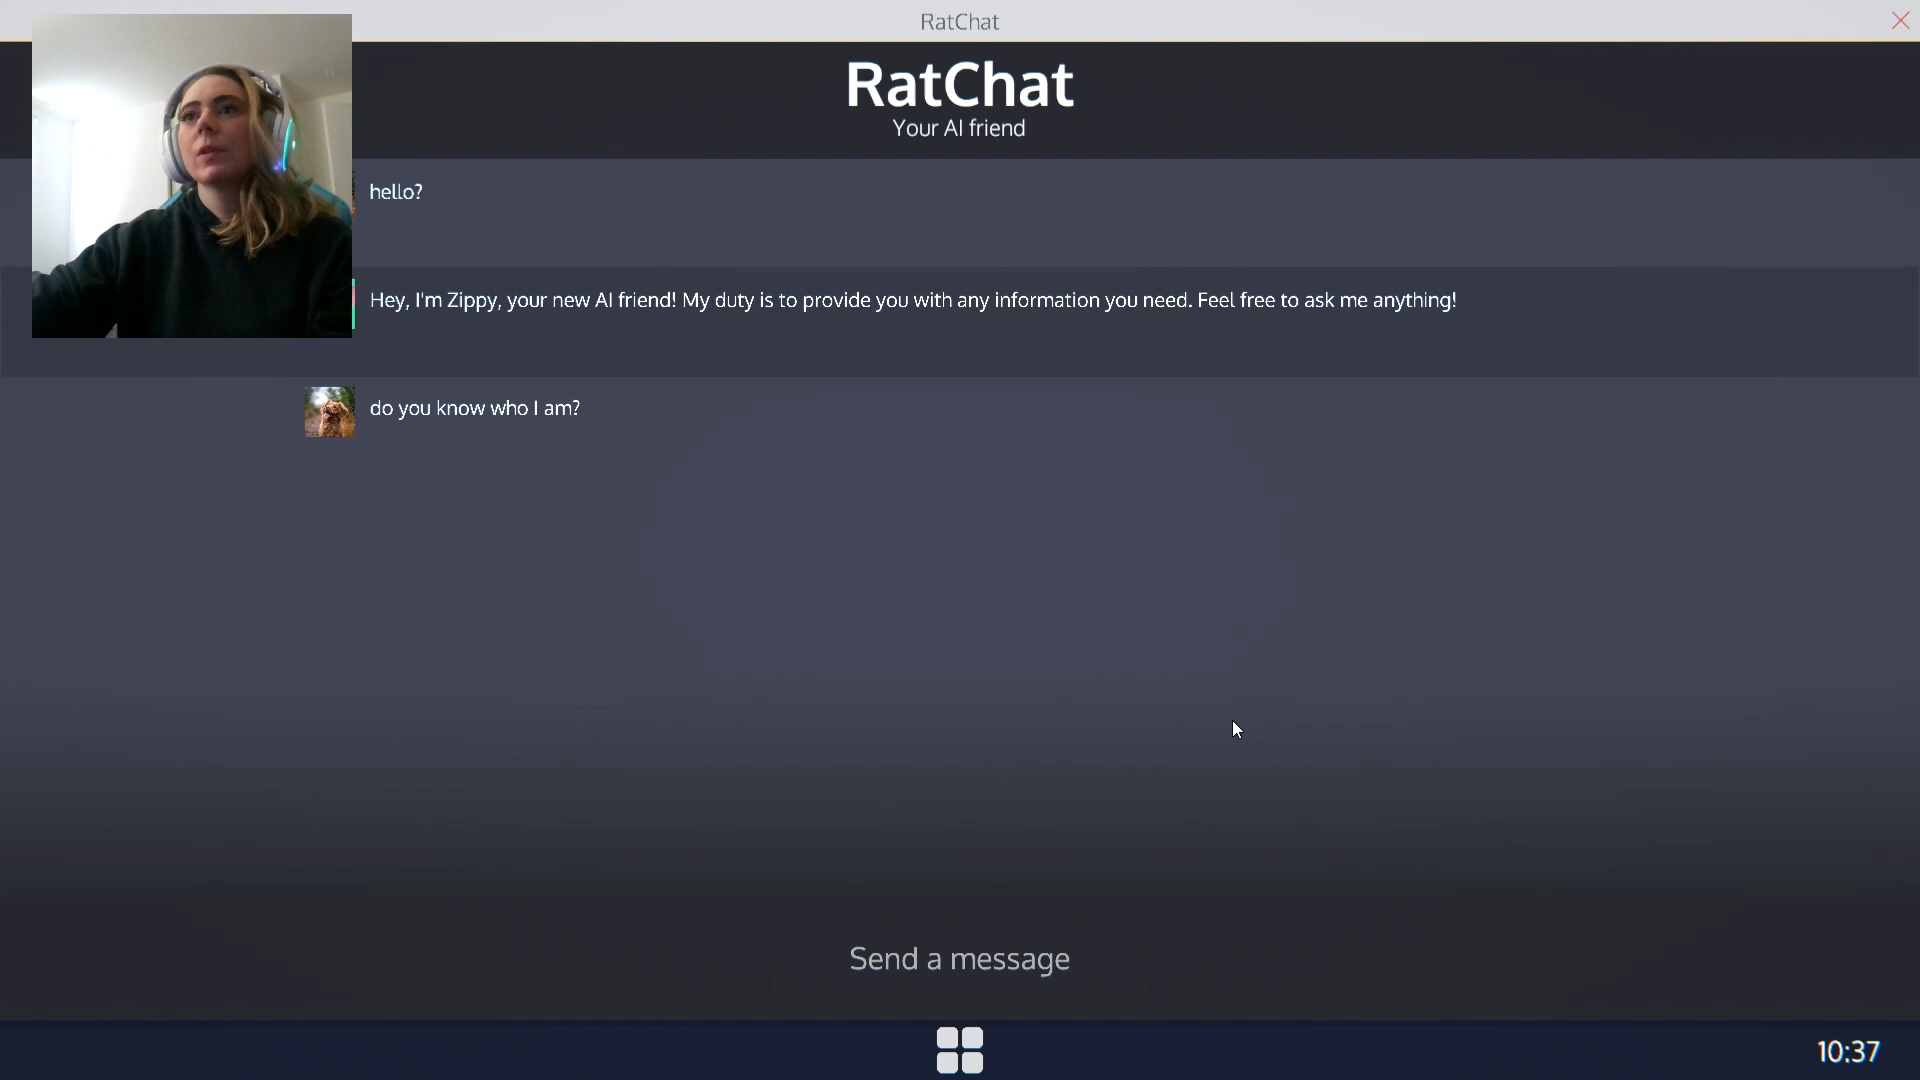 RatChat
RatChat
Your AI friend
hello?
Hey, I'm Zippy, your new AI friend! My duty is to provide you with any information you need. Feel free to ask me anything!
do you know who I am?
Send a message
10:37